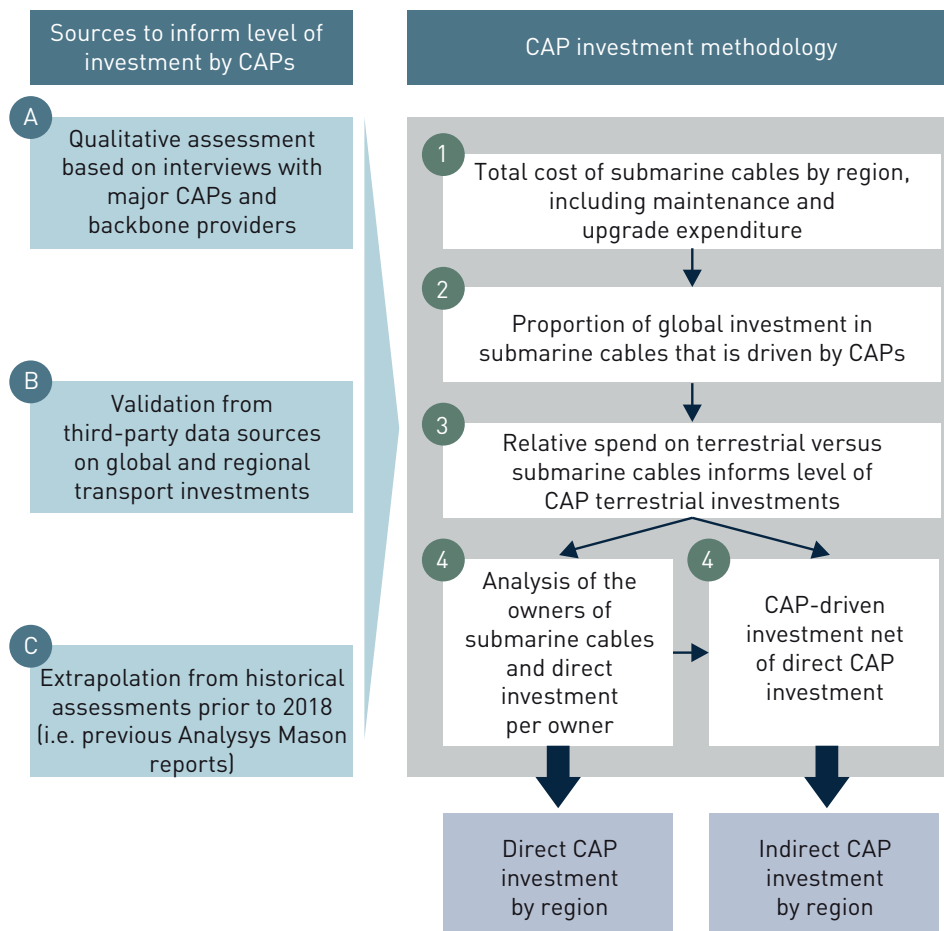 Sources to inform level of
investment by CAPs
A
Qualitative assessment
based on interviews with
major CAPs and
backbone providers
B
Validation from
third-party data sources
on global and regional
transport investments
C
Extrapolation from historical
assessments prior to 2018
(i.e. previous Analysys Mason
reports)
CAP investment methodology
1
Total cost of submarine cables by region,
including maintenance and
upgrade expenditure
2
Proportion of global investment in
submarine cables that is driven by CAPs
3
Relative spend on terrestrial versus
submarine cables informs level of
CAP terrestrial investments
4
Analysis of the
owners of
submarine cables
and direct
investment
per owner
4
CAP-driven
investment net
of direct CAP
investment
Direct CAP
investment
by region
Indirect CAP
investment
by region